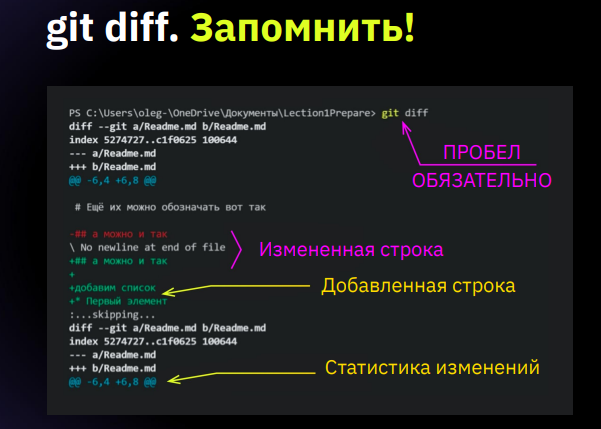 git diff. Запомнить!
PS C:\Users\oleg-\OneDrive\Документы\Lection1Prepare> git diff
diff --git a/Readme.md b/Readme.md
index 5274727..c1f0625 100644
--- a/Readme.md
+++ b/Readme.md
@@ -6,4 +6,8 @@
ПРОБЕЛ
ОБЯЗАТЕЛЬНО
# Ещё их можно обозначать вот так
-## а можно и так
\ No newline at end of file
+## а можно и так
Измененная строка
+
+добавим список
+* Первый элемент
Добавленная строка
:...skipping...
diff --git a/Readme.md b/Readme.md
index 5274727..c1f0625 100644
--- a/Readme.md
+++ b/Readme.md
@@ -6,4 +6,8 @@
Статистика изменений